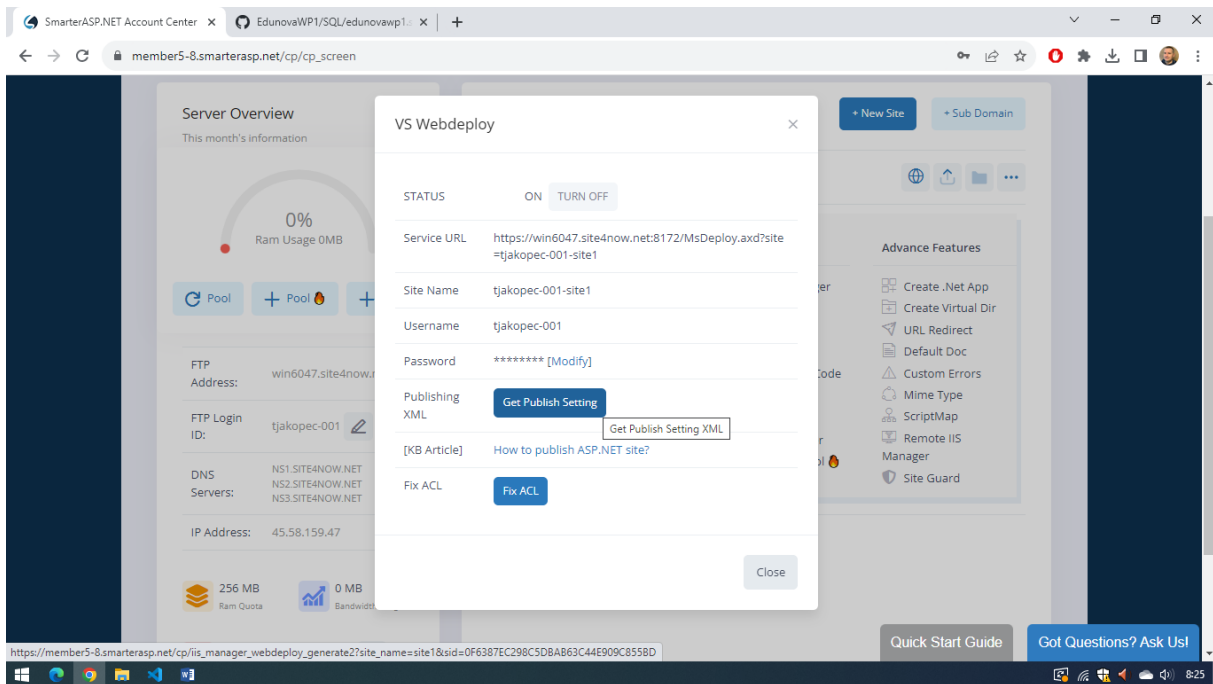 SmarterASP.NET Account Center
EdunovaWP1/SQL/edunovawp1.
member5-8.smarterasp.net/cp/cp_screen
Server Overview
This month's information
0%
Ram Usage 0MB
Pool
Pool
FTP Address:
win6047.site4now.
FTP Login ID:
tjakopec-001
DNS Servers:
NS1.SITE4NOW.NET
NS2.SITE4NOW.NET
NS3.SITE4NOW.NET
IP Address:
45.58.159.47
256 MB
Ram Quota
0 MB
VS Webdeploy
×
STATUS
ON
TURN OFF
Service URL
https://win6047.site4now.net:8172/MsDeploy.axd?site
=tjakopec-001-site1
Site Name
tjakopec-001-site1
Username
tjakopec-001
Password
******** [Modify]
Publishing
XML
Get Publish Setting
Get Publish Setting XML
[KB Article]
How to publish ASP.NET site?
Fix ACL
Fix ACL
Close
+ New Site
+ Sub Domain
Advance Features
Create .Net App
Create Virtual Dir
URL Redirect
Default Doc
Custom Errors
Mime Type
ScriptMap
Remote IIS
Manager
Site Guard
Code
Quick Start Guide
Got Questions? Ask Us!
https://member5-8.smarterasp.net/cp/iis_manager_webdeploy_generate2?site_name=site1&sid=0F6387EC298C5DBAB63C44E909C855BD
8:25